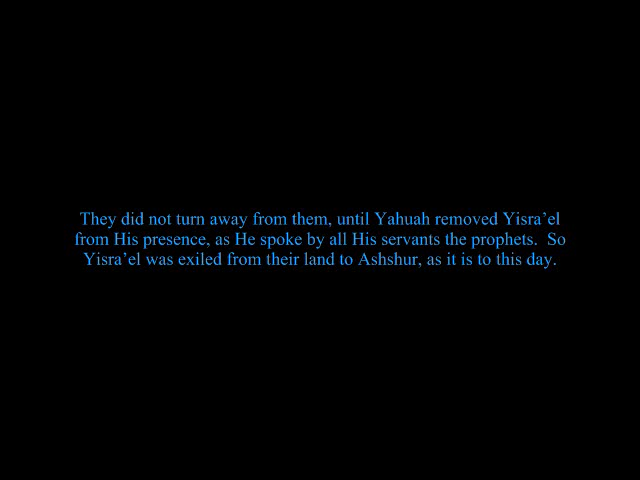 They did not turn away from them, until Yahuah removed Yisra’el
from His presence, as He spoke by all His servants the prophets.  So
Yisra’el was exiled from their land to Ashshur, as it is to this day.